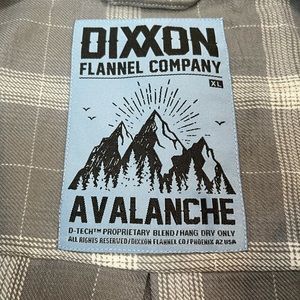 DIXXON
FLANNEL COMPANY
XL
AVALANCHE
D-TECH™ PROPRIETARY BLEND / HANG DRY ONLY
ALL RIGHTS RESERVED / DIXXON FLANNEL CO / PHOENIX AZ USA